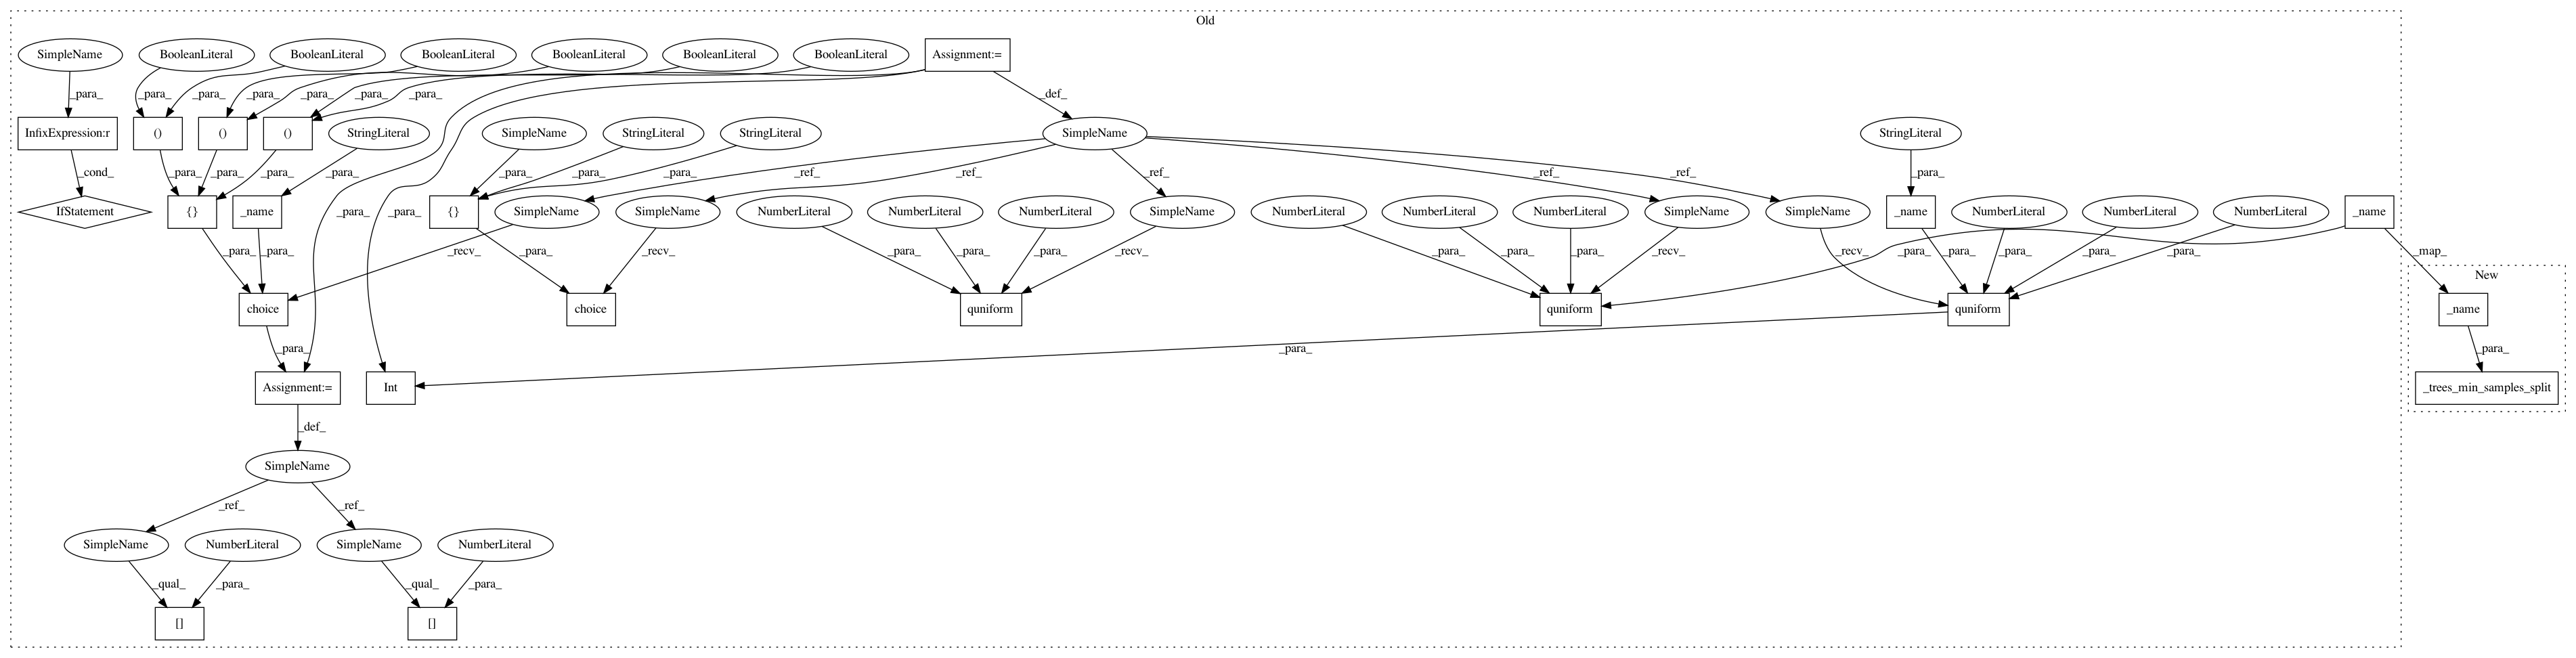 Old
SimpleName BooleanLiteral BooleanLiteral BooleanLiteral BooleanLiteral BooleanLiteral BooleanLiteral Assignment:=
_para_ _para_ _para_ _para_ _para_ _para_ _para_ _def_
InfixExpression:r () () () StringLiteral SimpleName StringLiteral StringLiteral SimpleName StringLiteral
_cond_ _para_ _para_ _para_ _para_ _para_ _para_ _para_ _ref_ _ref_ _ref_ _ref_ _ref_ _para_
_para_ _para_
IfStatement {} _name {} SimpleName SimpleName NumberLiteral NumberLiteral NumberLiteral SimpleName NumberLiteral NumberLiteral NumberLiteral SimpleName SimpleName _name NumberLiteral NumberLiteral NumberLiteral _name
_para_ _para_ _recv_ _para_ _recv_ _para_ _para_ _para_ _recv_ _para_ _para_ _para_ _recv_ _recv_ _para_ _para_ _para_ _para_ _para_ _map_
New
choice choice quniform quniform quniform _name
_para_ _para_ _para_
Assignment:= Int _trees_min_samples_split
_def_
SimpleName
_ref_ _ref_
SimpleName NumberLiteral SimpleName NumberLiteral
_qual_ _para_ _qual_ _para_
[] []